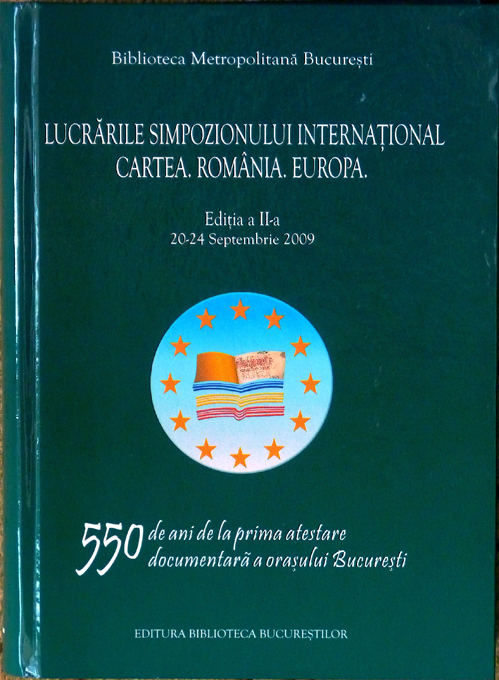 Biblioteca Metropolitană București
LUCRĂRILE SIMPOZIONULUI INTERNAȚIONAL
CARTEA. ROMÂNIA. EUROPA.
Ediția a II-a
20-24 Septembrie 2009
550 de ani de la prima atestare
documentară a orașului București
EDITURA BIBLIOTECA BUCUREȘTILOR